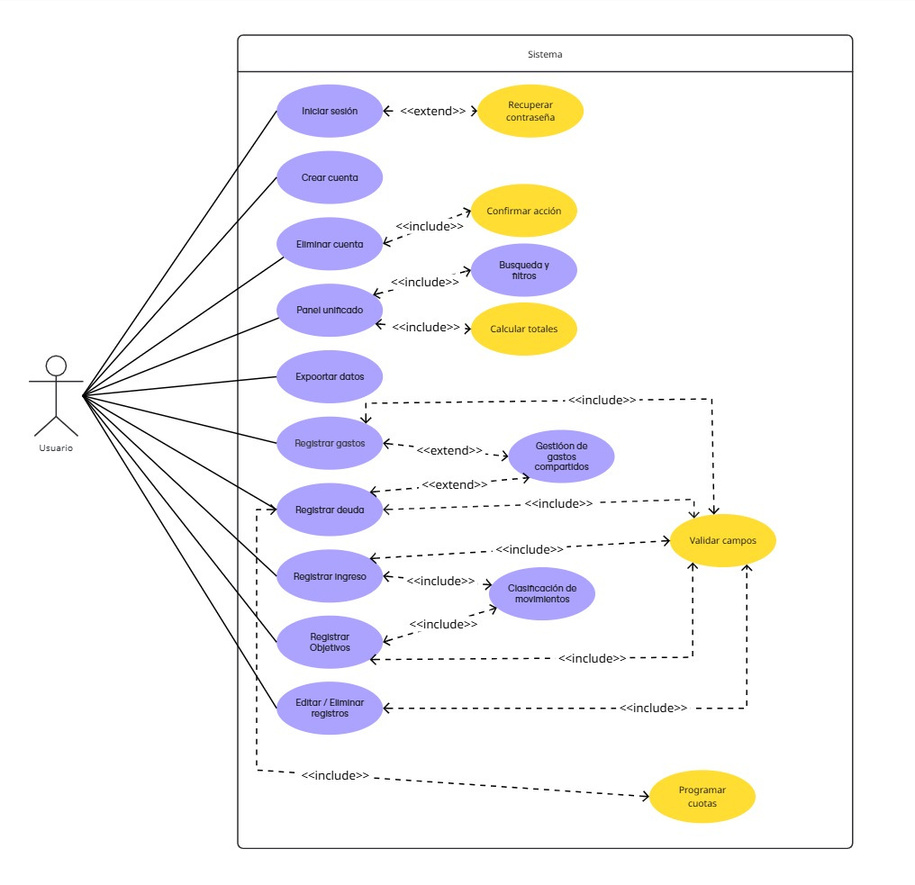 Sistema
Iniciar sesión
<<extend>>
Recuperar
contraseña
Crear cuenta
Confirmar acción
<<include>>
Eliminar cuenta
Busqueda y
filtros
<<include>>
Panel unificado
<<include>>
Calcular totales
Expoortar datos
<<include>>
Registrar gastos
<<extend>>
Gestióon de
gastos
compartidos
Usuario
<<extend>>
<<include>>
Registrar deuda
Validar campos
<<include>>
Registrar ingreso
<<include>>
Clasificación de
movimientos
<<include>>
Registrar
Objetivos
<<include>>
Editar / Eliminar
registros
<<include>>
<<include>>
Programar
cuotas